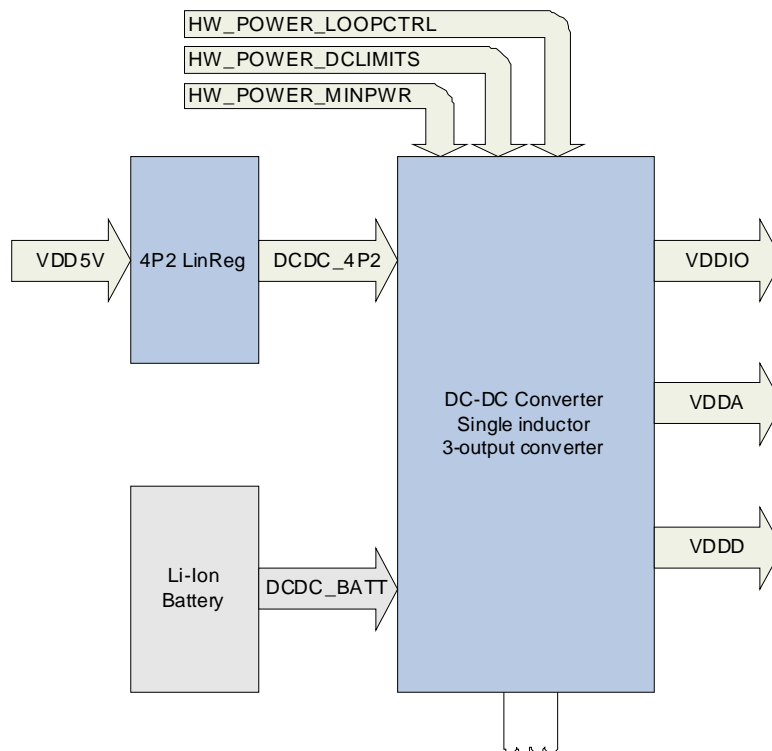 HW_POWER_LOOPCTRL
HW_POWER_DCLIMITS
HW_POWER_MINPWR
VDD5V
4P2 LinReg
DCDC_4P2
VDDIO
DC-DC Converter
Single inductor
3-output converter
VDDA
VDDD
Li-Ion
Battery
DCDC_BATT